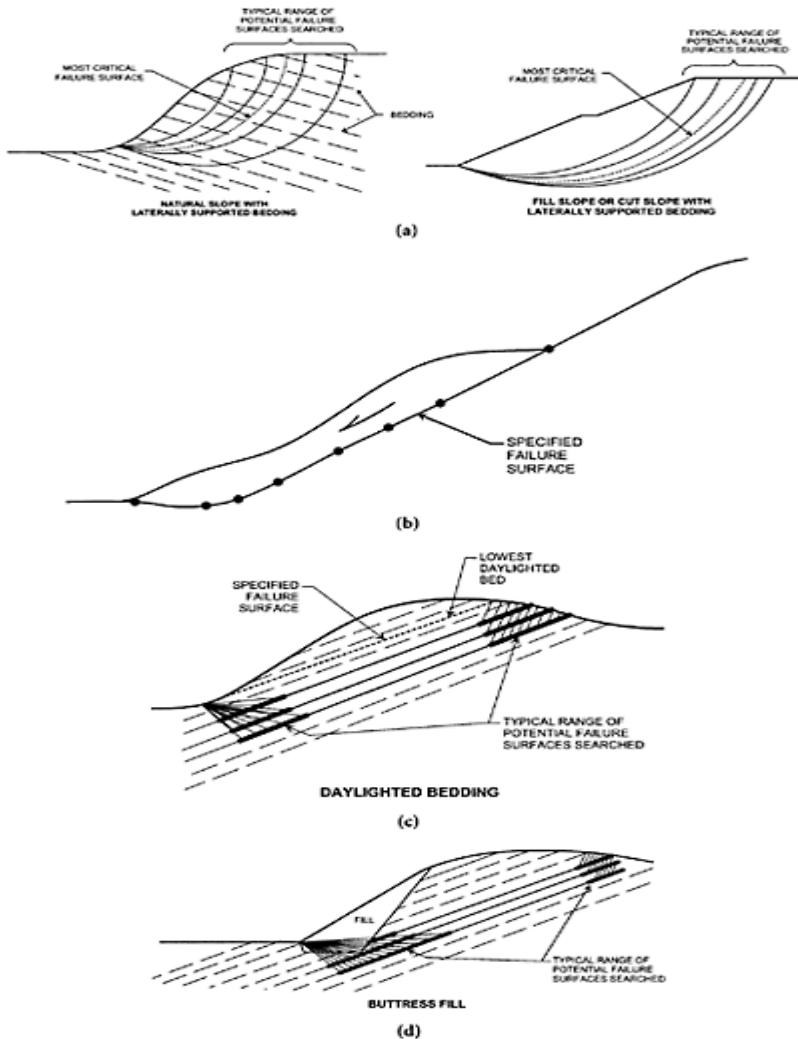 TYPICAL RANGE OF
POTENTIAL FAILURE
SURFACES SEARCHED
MOST CRITICAL
FAILURE SURFACE
BEDDING
NATURAL SLOPE WITH
LATERALLY SUPPORTED BEDDING
TYPICAL RANGE OF
POTENTIAL FAILURE
SURFACES SEARCHED
MOST CRITICAL
FAILURE SURFACE
FILL SLOPE OR CUT SLOPE WITH
LATERALLY SUPPORTED BEDDING
(a)
SPECIFIED
FAILURE
SURFACE
(b)
LOWEST
DAYLIGHTED
BED
SPECIFIED
FAILURE
SURFACE
TYPICAL RANGE OF
POTENTIAL FAILURE
SURFACES SEARCHED
DAYLIGHTED BEDDING
(c)
FILL
TYPICAL RANGE OF
POTENTIAL FAILURE
SURFACES SEARCHED
BUTTRESS FILL
(d)